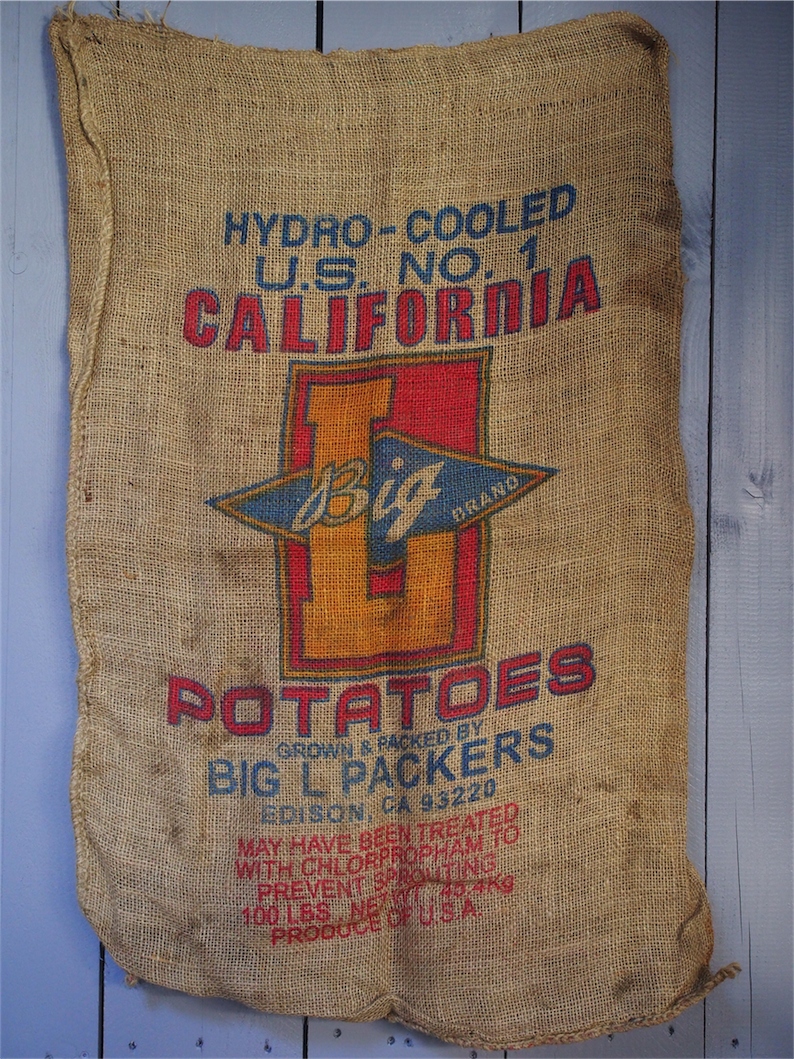 HYDRO-COOLED
U.S. NO. 1
CALIFORNIA
L
Big BRAND
POTATOES
GROWN & PACKED BY
BIG L PACKERS
EDISON, CA 93220
MAY HAVE BEEN TREATED
WITH CHLORPROPHAM TO
PREVENT SPROUTING
100 LBS. NET WT. 45.4Kg
PRODUCE OF U.S.A.